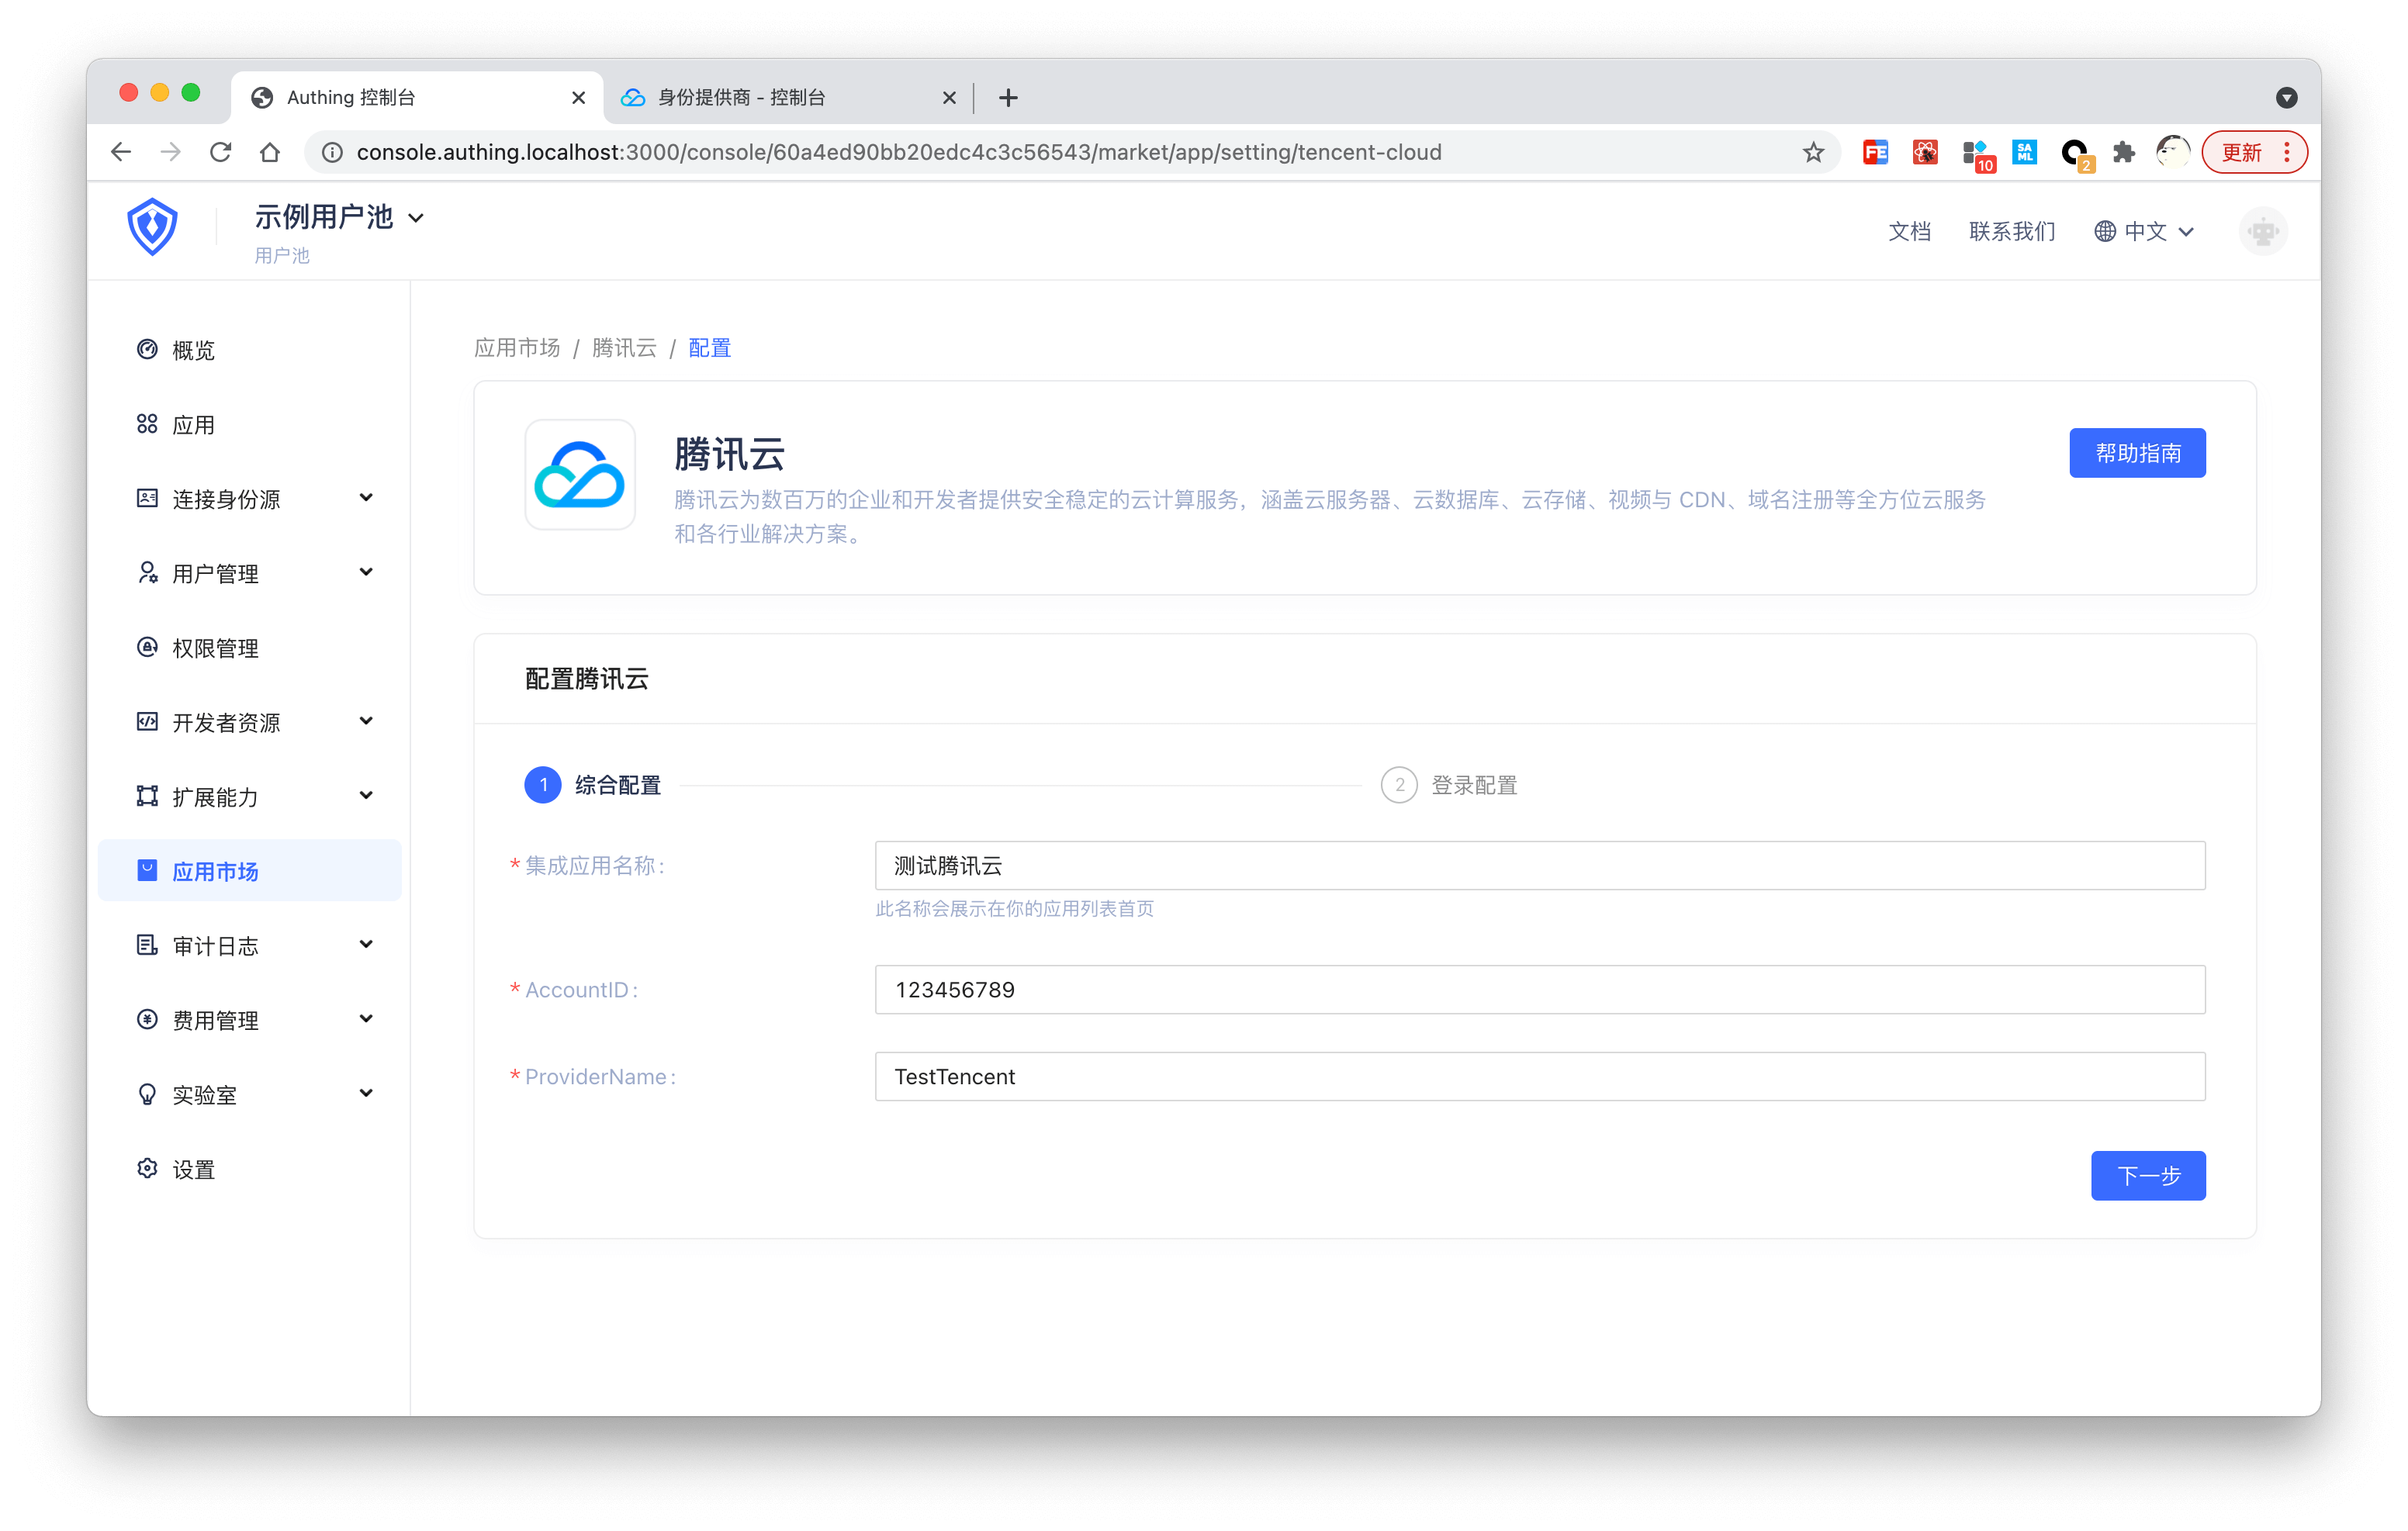 Authing 控制台
身份提供商 - 控制台
console.authing.localhost:3000/console/60a4ed90bb20edc4c3c56543/market/app/setting/tencent-cloud
FE
10
SA
ML
2
更新
示例用户池
用户池
文档
联系我们
中文
概览
应用
连接身份源
用户管理
权限管理
开发者资源
扩展能力
应用市场
审计日志
费用管理
实验室
设置
应用市场 / 腾讯云 / 配置
腾讯云
帮助指南
腾讯云为数百万的企业和开发者提供安全稳定的云计算服务，涵盖云服务器、云数据库、云存储、视频与 CDN、域名注册等全方位云服务
和各行业解决方案。
配置腾讯云
1 综合配置
2 登录配置
* 集成应用名称:
测试腾讯云
此名称会展示在你的应用列表首页
* AccountID:
123456789
* ProviderName:
TestTencent
下一步